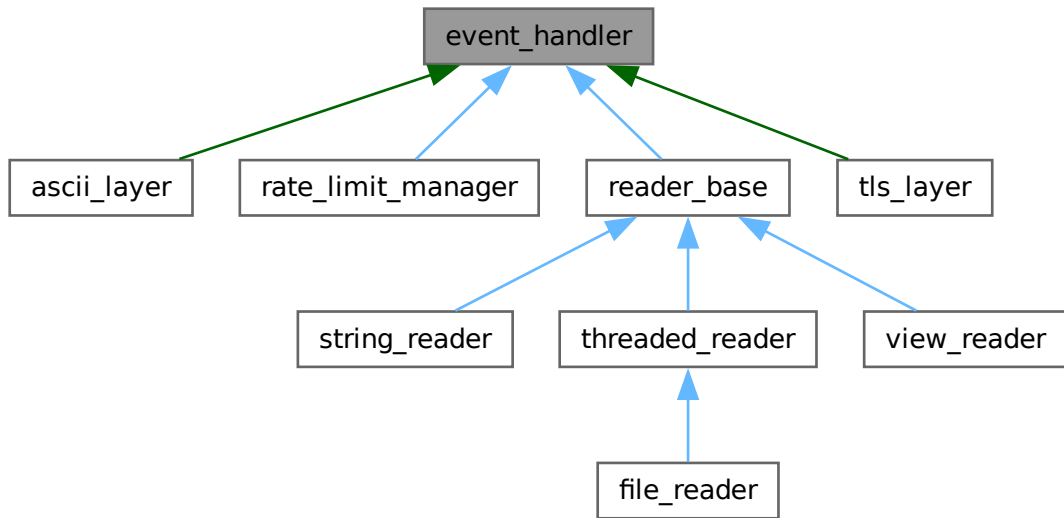 event_handler
ascii_layer
rate_limit_manager
reader_base
tls_layer
string_reader
threaded_reader
view_reader
file_reader